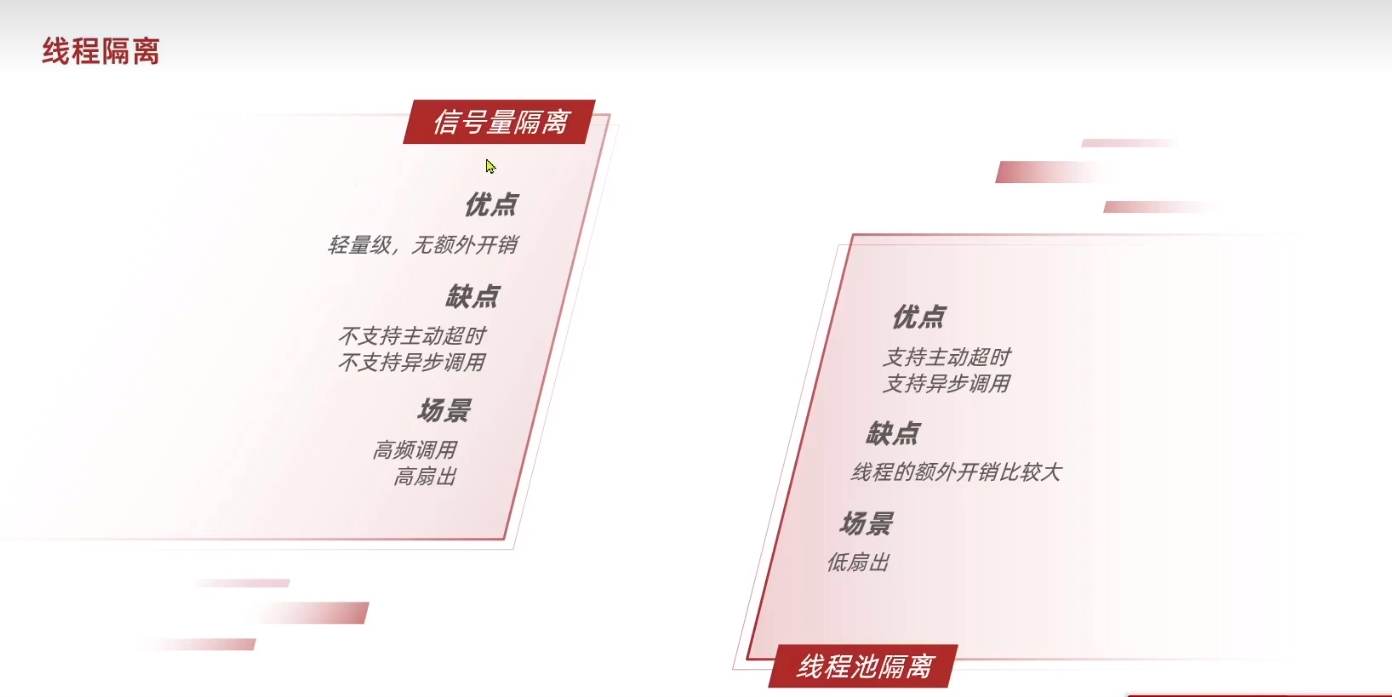 线程隔离
信号量隔离
优点
轻量级，无额外开销
缺点
不支持主动超时
不支持异步调用
场景
高频调用
高扇出
优点
支持主动超时
支持异步调用
缺点
线程的额外开销比较大
场景
低扇出
线程池隔离